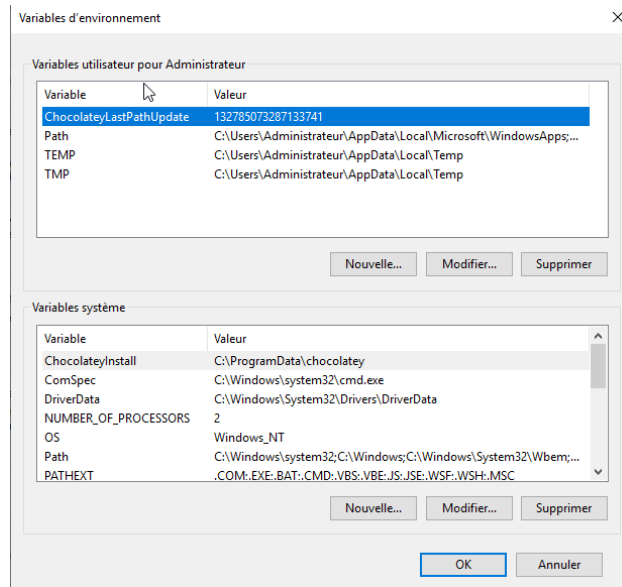 Variables d'environnement
Variables utilisateur pour Administrateur
Variable Valeur
ChocolateyLastPathUpdate 132785073287133741
Path C:\Users\Administrateur\AppData\Local\Microsoft\WindowsApps;...
TEMP C:\Users\Administrateur\AppData\Local\Temp
TMP C:\Users\Administrateur\AppData\Local\Temp
Nouvelle... Modifier... Supprimer
Variables système
Variable Valeur
ChocolateyInstall C:\ProgramData\chocolatey
ComSpec C:\Windows\system32\cmd.exe
DriverData C:\Windows\System32\Drivers\DriverData
NUMBER_OF_PROCESSORS 2
OS Windows_NT
Path C:\Windows\system32;C:\Windows;C:\Windows\System32\Wbem;...
PATHEXT .COM;.EXE;.BAT;.CMD;.VBS;.VBE;.JS;.JSE;.WSF;.WSH;.MSC
Nouvelle... Modifier... Supprimer
OK Annuler